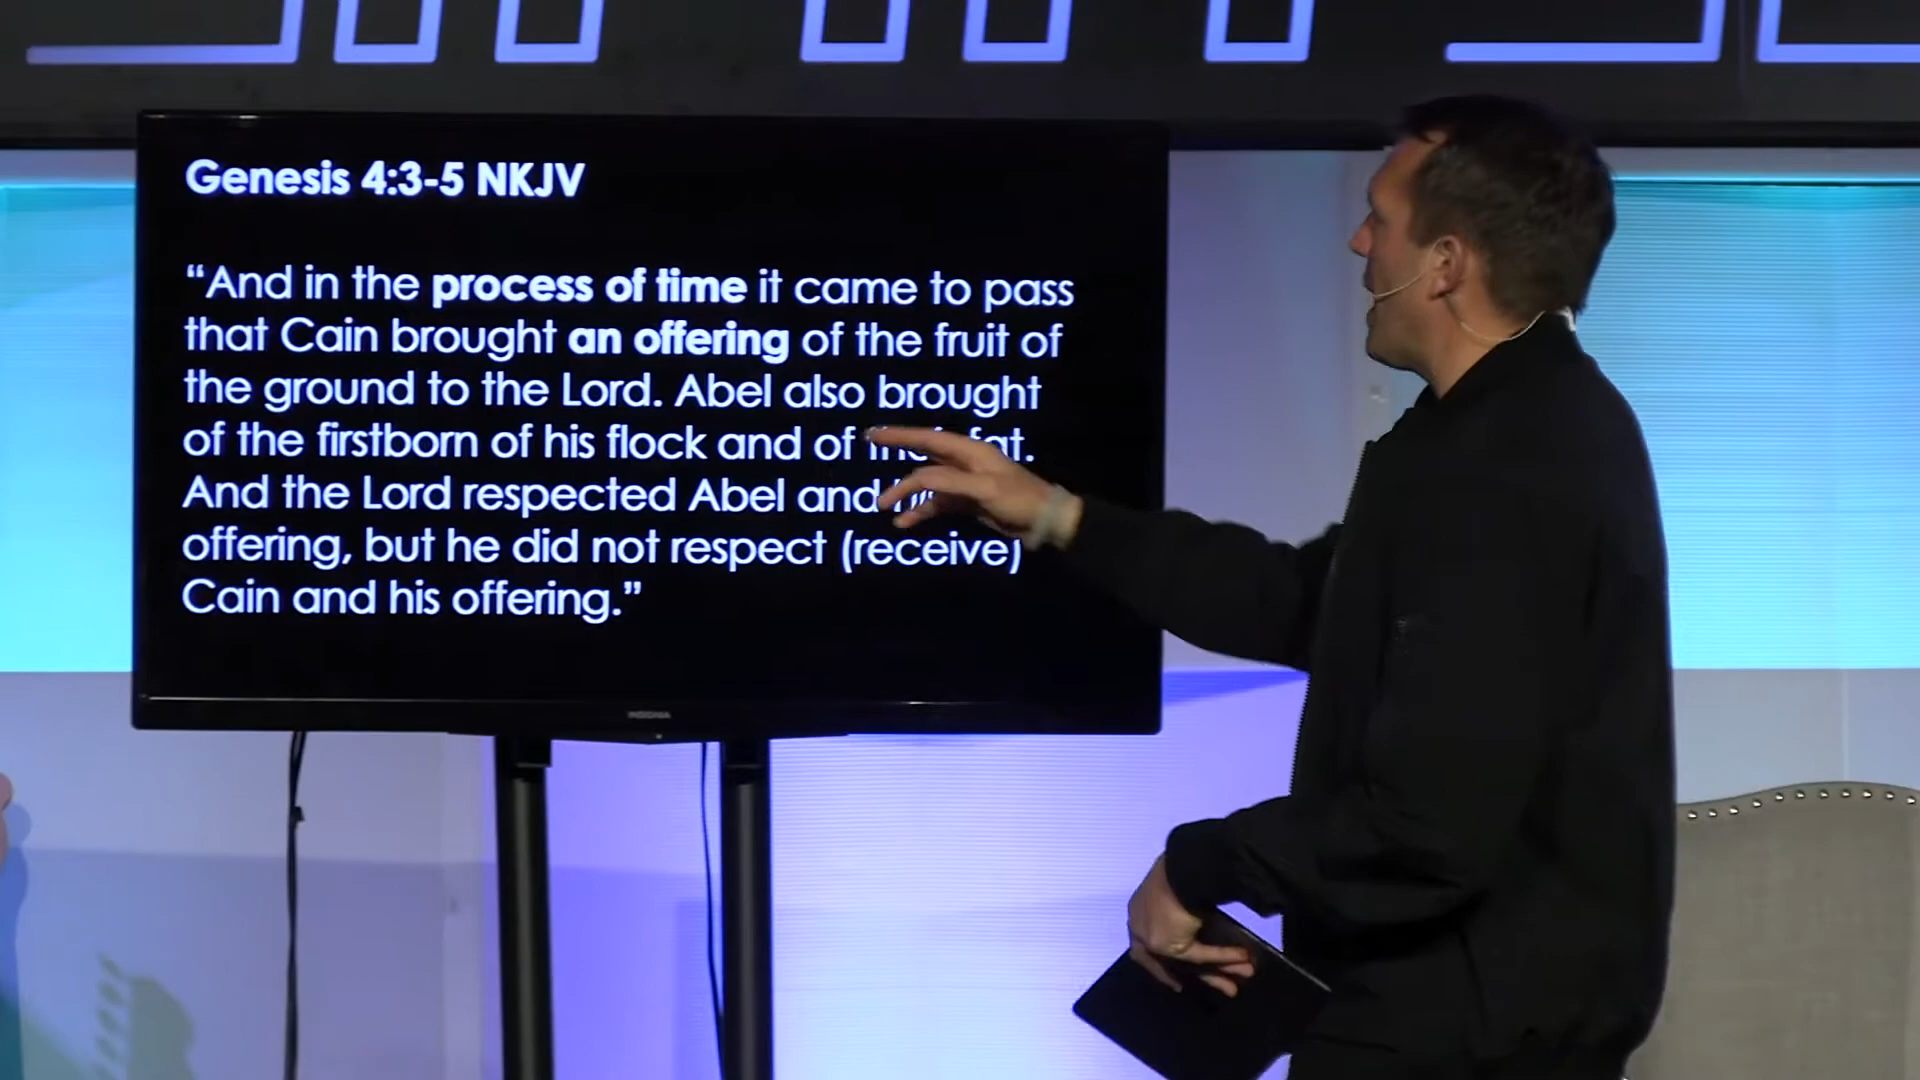 Genesis 4:3-5 NKJV
“And in the process of time it came to pass
that Cain brought an offering of the fruit of
the ground to the Lord. Abel also brought
of the firstborn of his flock and of fat.
And the Lord respected Abel and
offering, but he did not respect (receive)
Cain and his offering.”
INSIGNIA